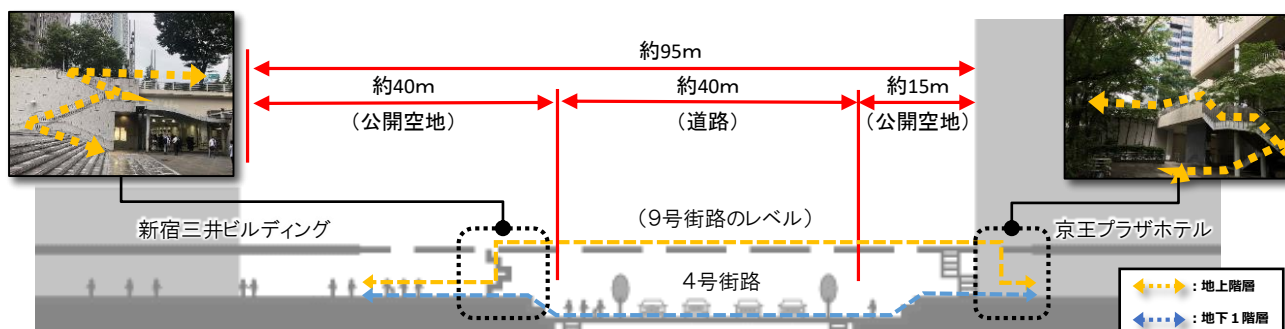 約95m
約40m
約40m
約15m
(公開空地)
(道路)
(公開空地)
新宿三井ビルディング
(9号街路のレベル)
京王プラザホテル
4号街路
:地上階層
:地下1階層